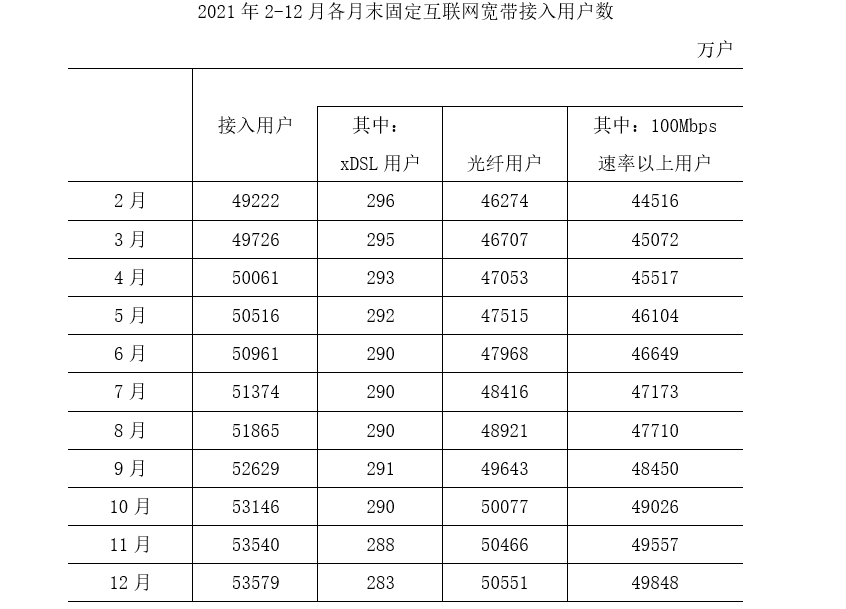 2021 年 2-12 月各月末固定互联网宽带接入用户数
万户
接入用户 其中： 其中：100Mbps
xDSL 用户 光纤用户 速率以上用户
2 月 49222 296 46274 44516
3 月 49726 295 46707 45072
4 月 50061 293 47053 45517
5 月 50516 292 47515 46104
6 月 50961 290 47968 46649
7 月 51374 290 48416 47173
8 月 51865 290 48921 47710
9 月 52629 291 49643 48450
10 月 53146 290 50077 49026
11 月 53540 288 50466 49557
12 月 53579 283 50551 49848